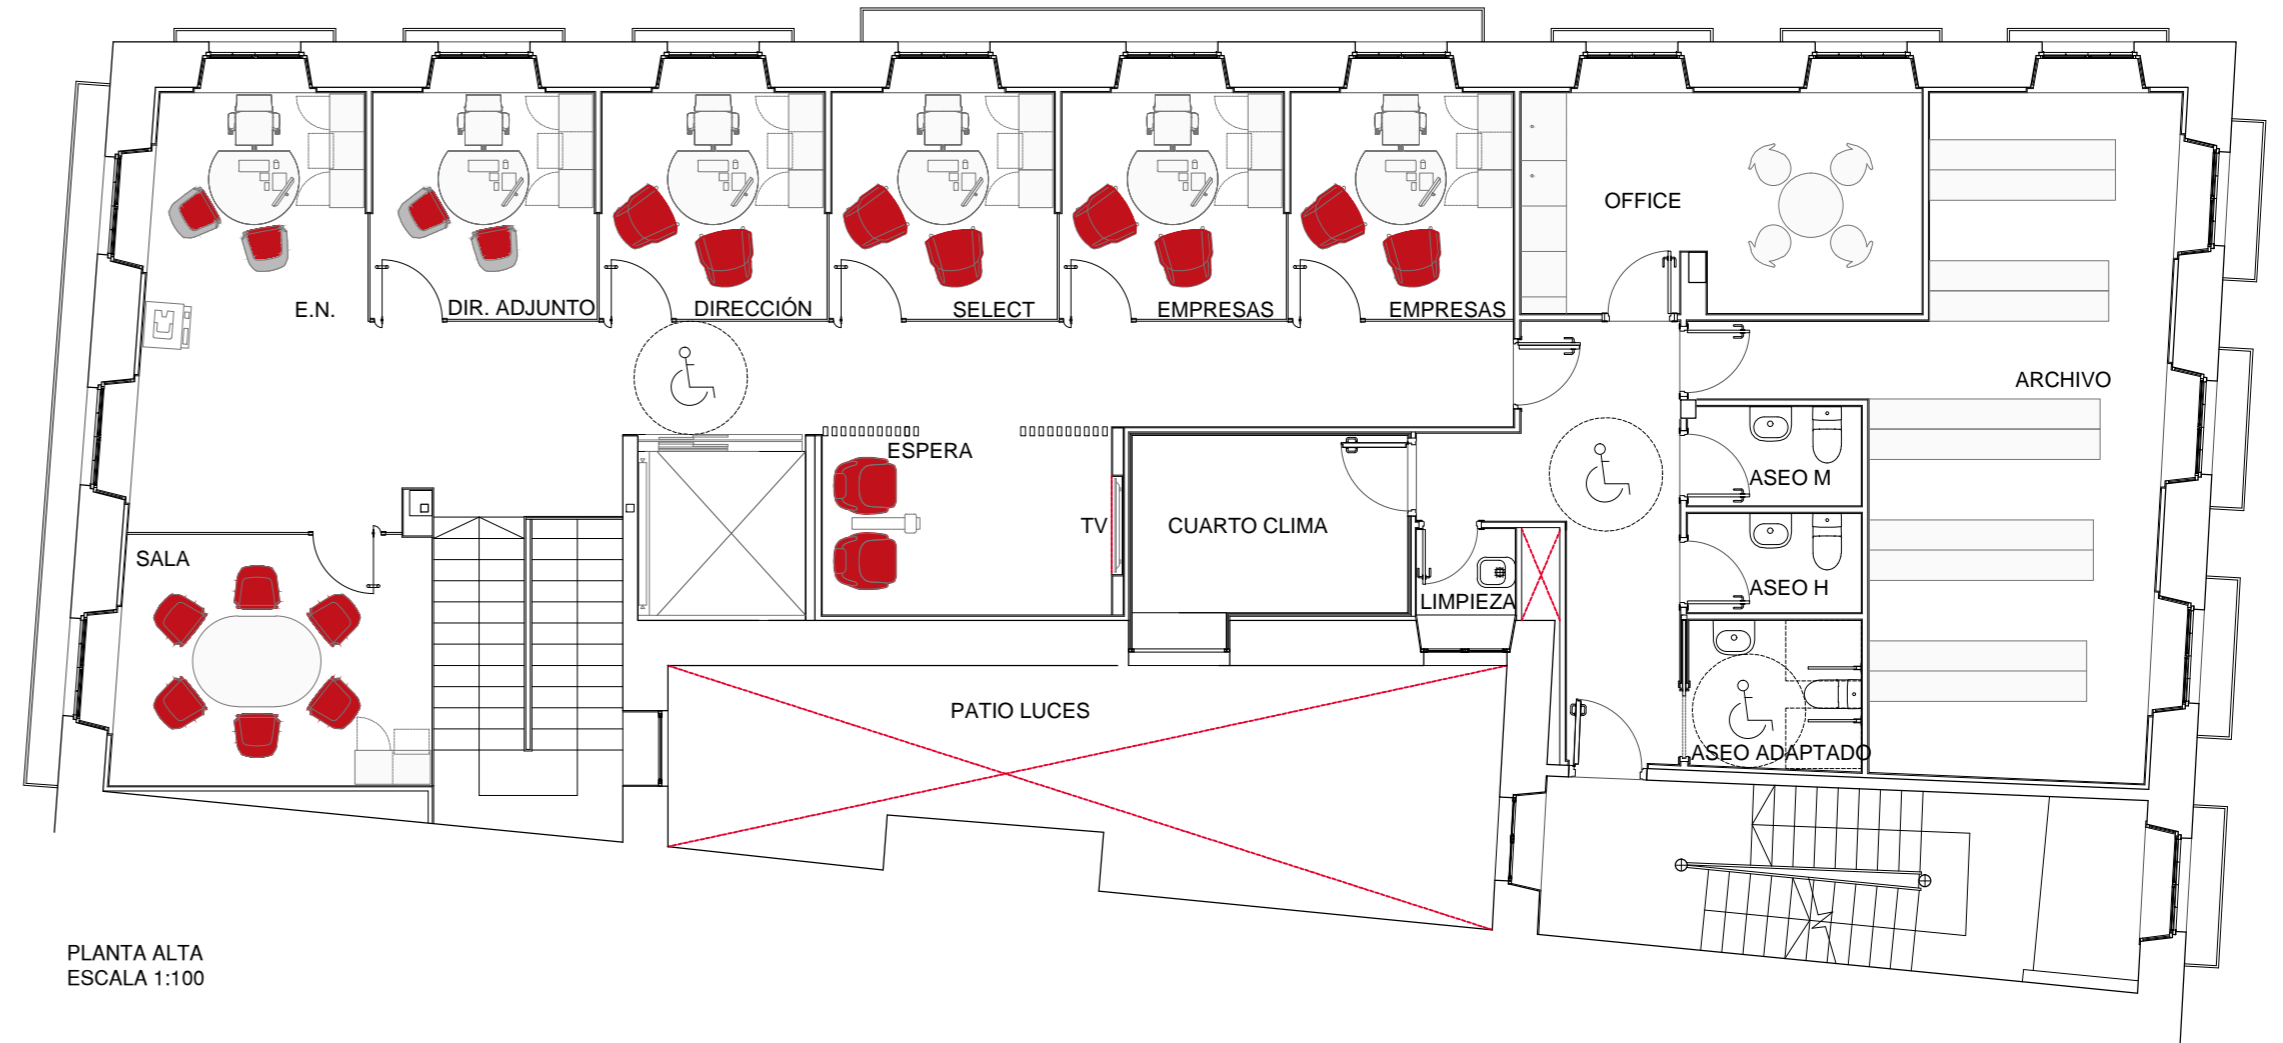 OFFICE
E.N.
DIR. ADJUNTO
DIRECCIÓN
SELECT
EMPRESAS
EMPRESAS
ARCHIVO
ESPERA
ASEO M
TV
CUARTO CLIMA
SALA
ASEO H
LIMPIEZA
PATIO LUCES
ASEO ADAPTADO
PLANTA ALTA
ESCALA 1:100